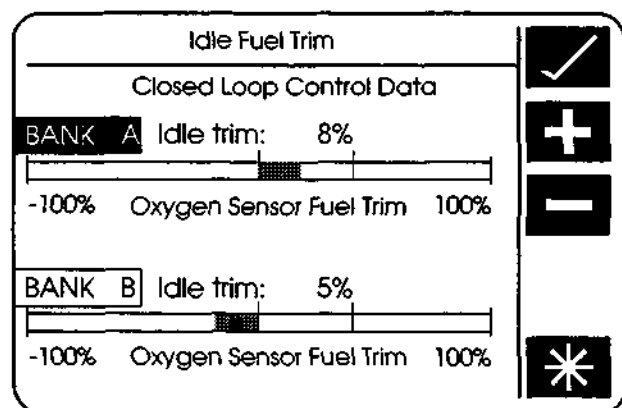 Idle Fuel Trim
Closed Loop Control Data
BANK A Idle trim: 8%
-100% Oxygen Sensor Fuel Trim 100%
BANK B Idle trim: 5%
-100% Oxygen Sensor Fuel Trim 100%